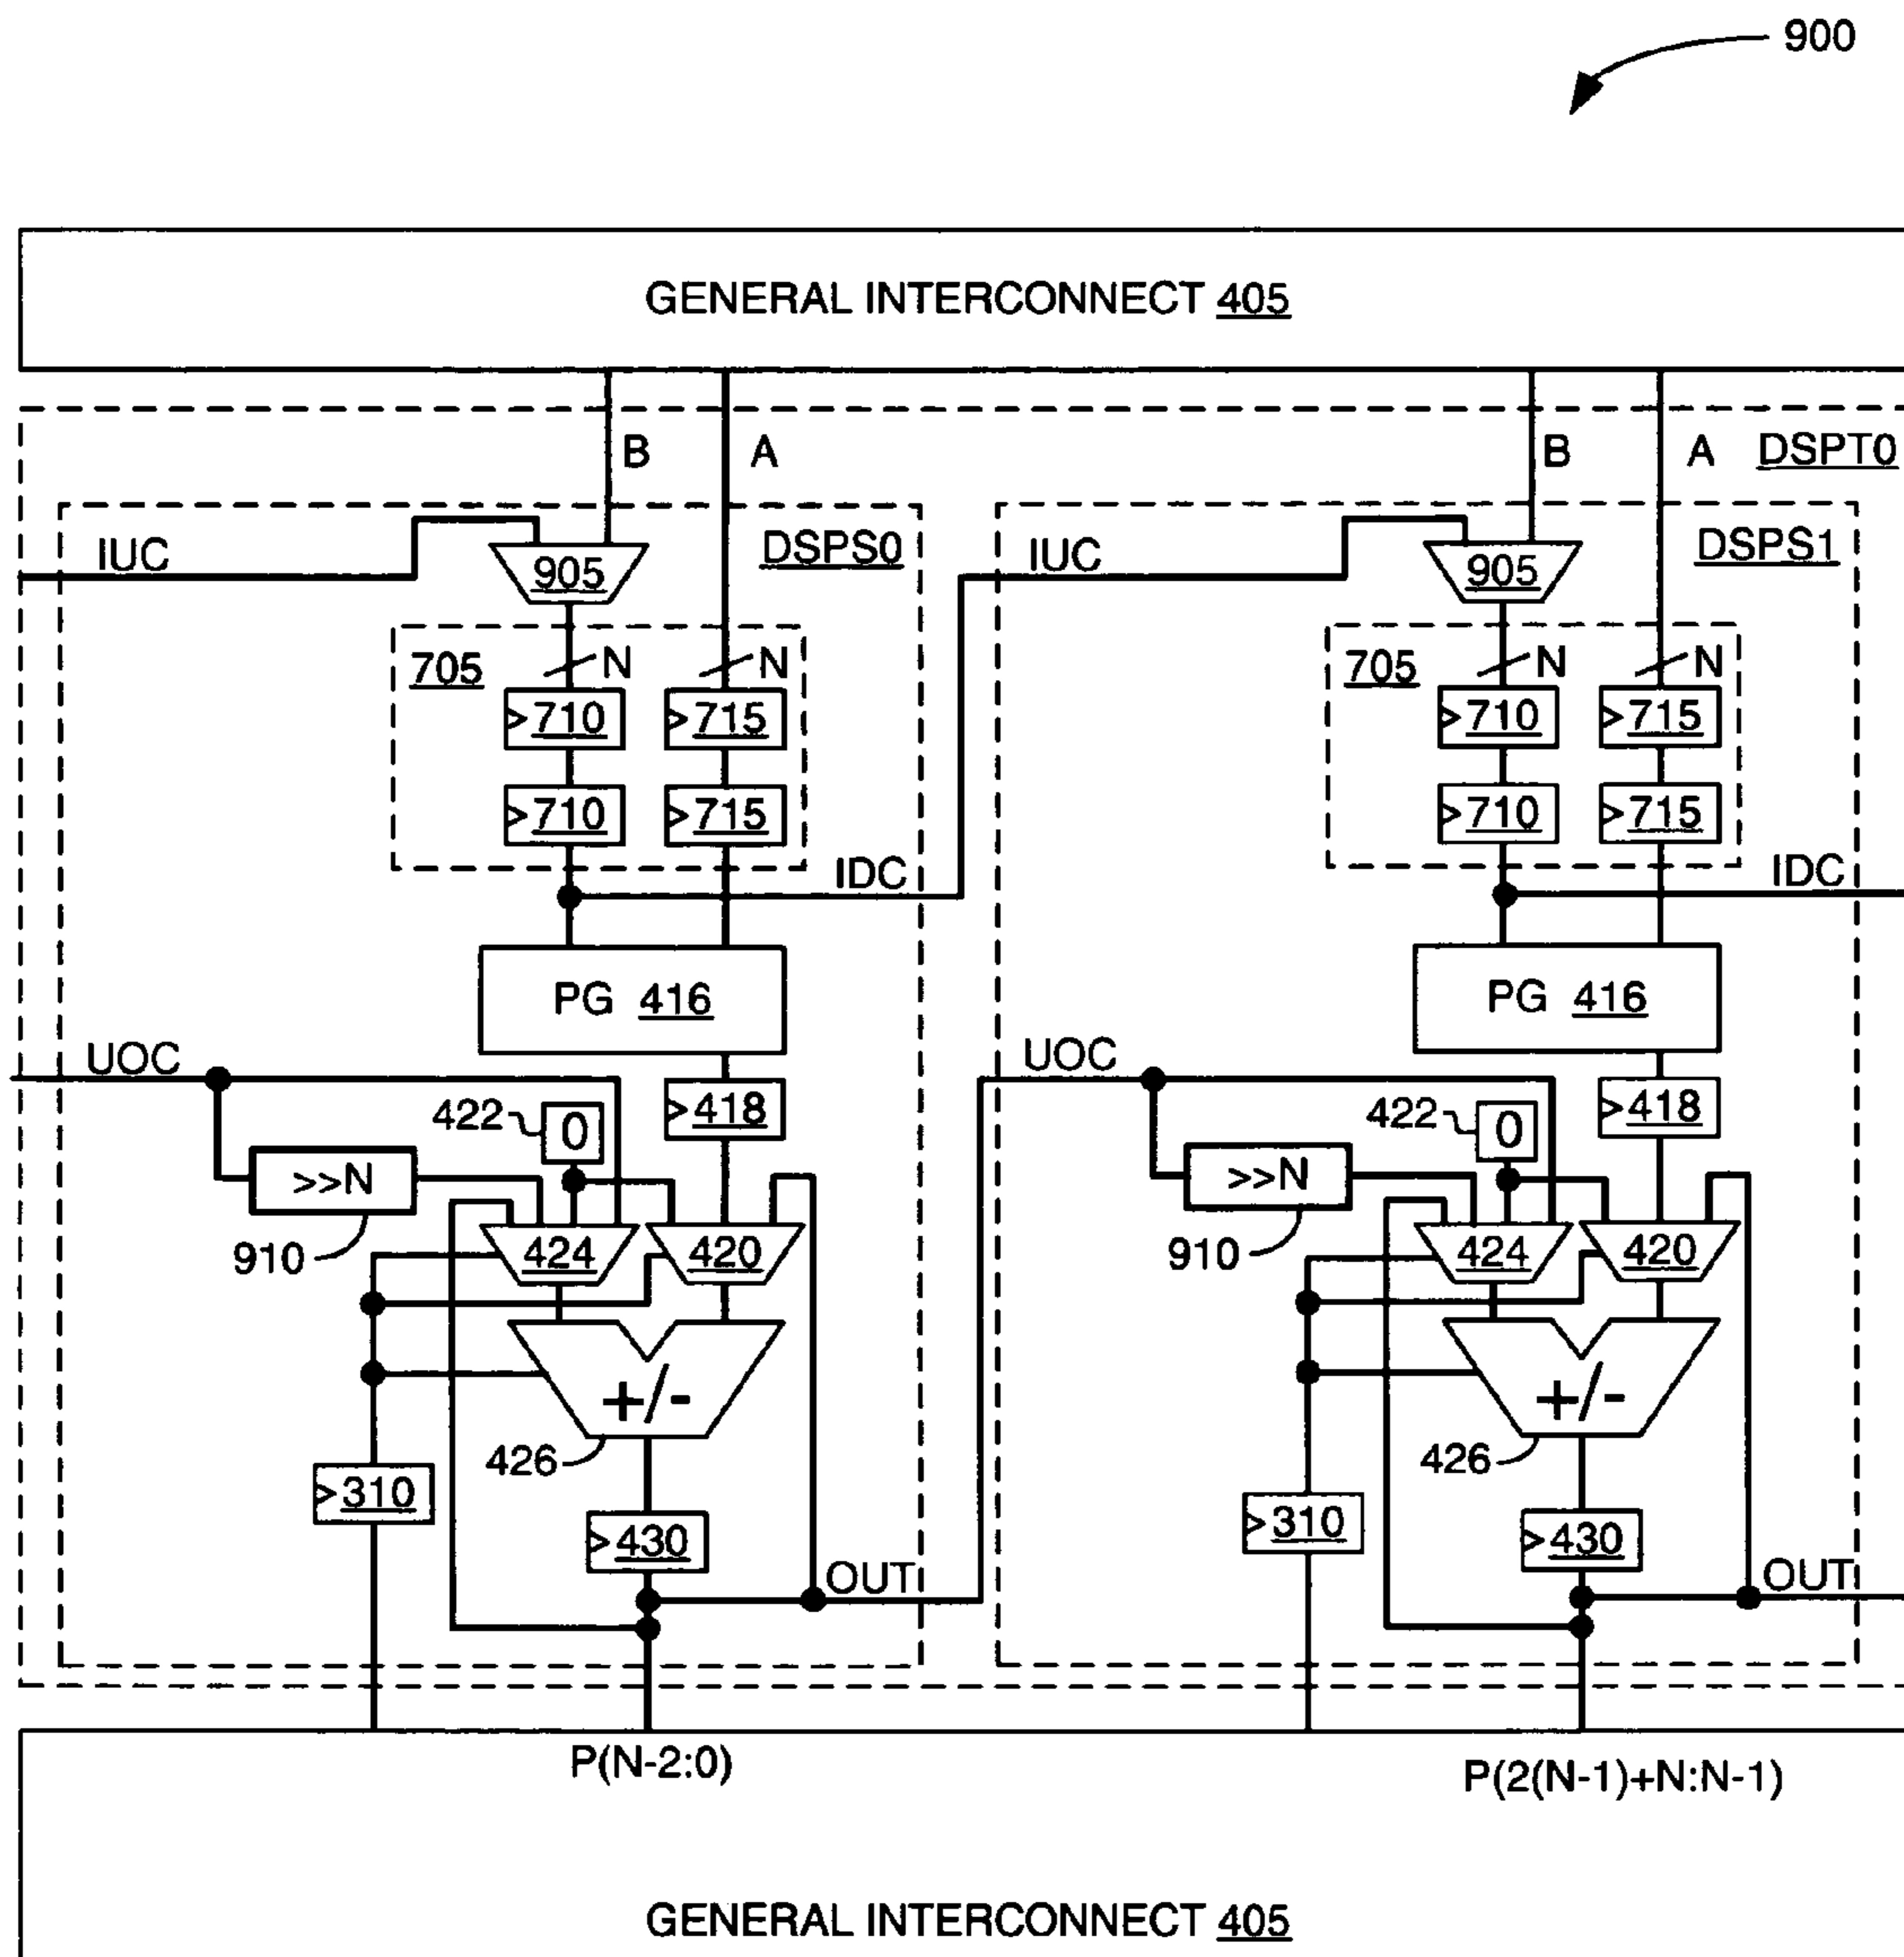 900
GENERAL INTERCONNECT 405
B A B A DSPT0
IUC 905 DSPS0 IUC 905 DSPS1
705 N N 705 N N
>710 >715 >710 >715
>710 >715 >710 >715
IDC IDC
PG 416 PG 416
UOC UOC
422 0 >418 422 0 >418
>>N >>N
910 424 420 910 424 420
+/- +/-
426 426
>310 >430 >310 >430
OUT OUT
P(N-2:0) P(2(N-1)+N:N-1)
GENERAL INTERCONNECT 405